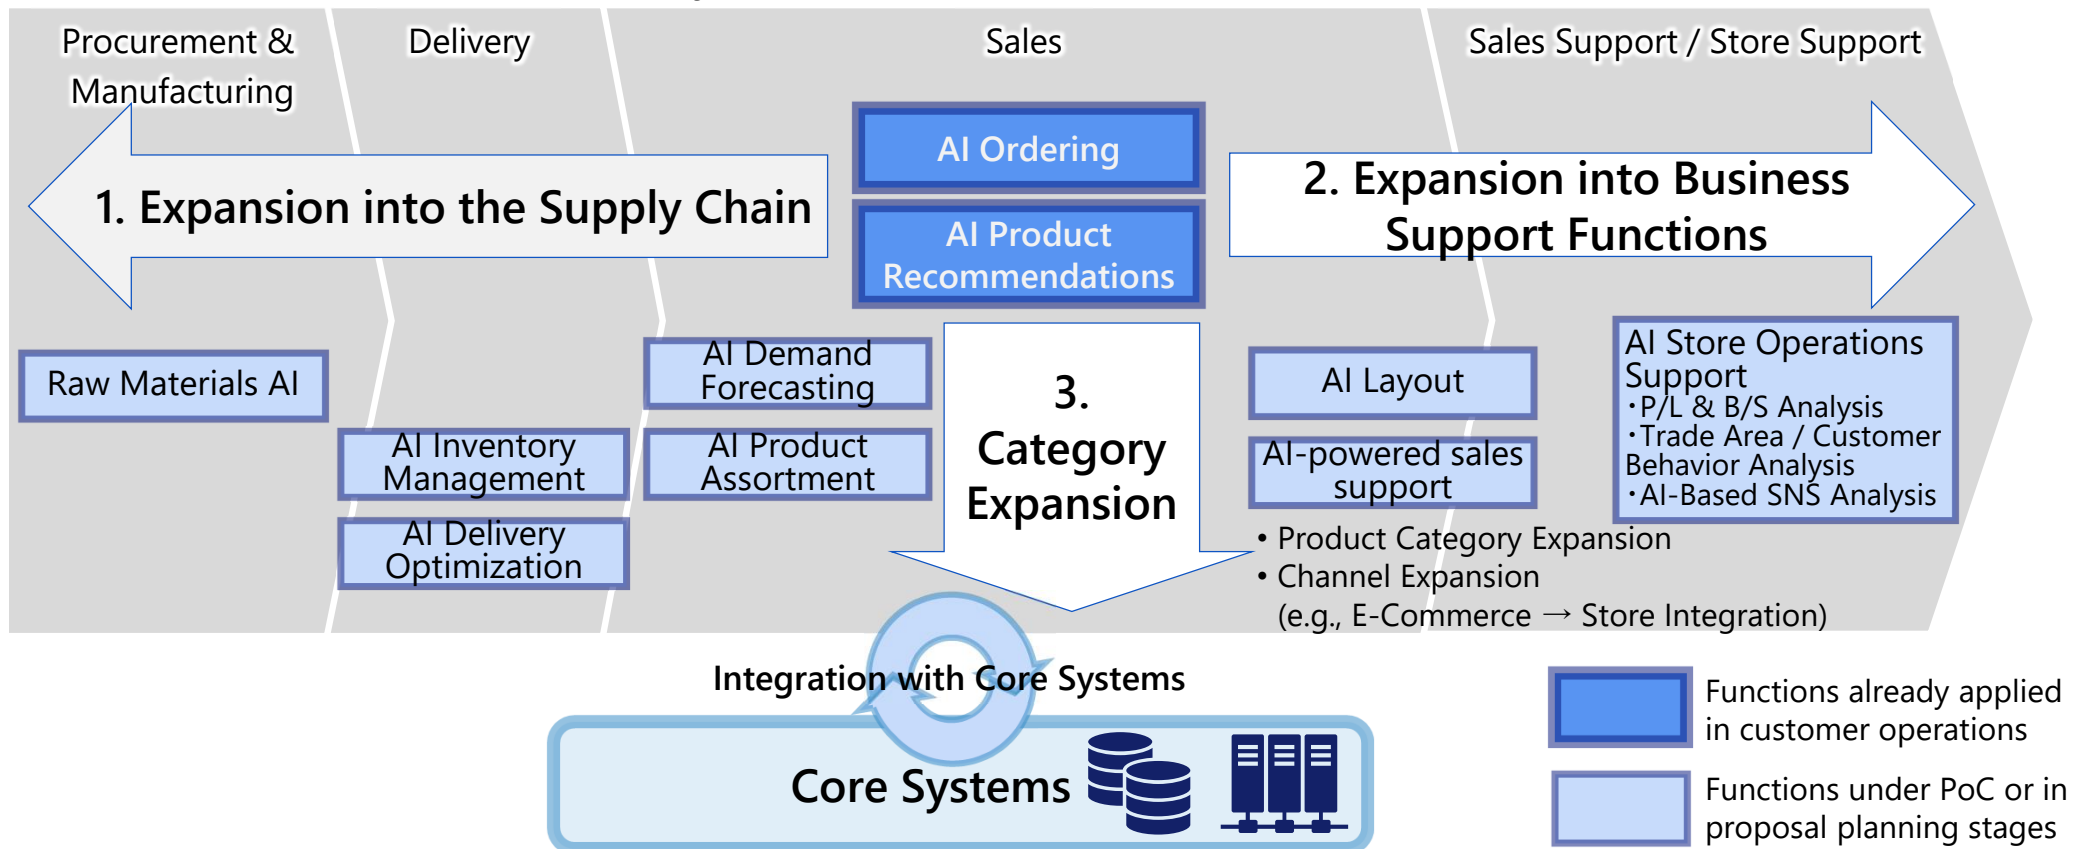 Procurement &
Manufacturing
Delivery
Sales
Sales Support / Store Support
AI Ordering
AI Product
Recommendations
1. Expansion into the Supply Chain
2. Expansion into Business
Support Functions
3.
Category
Expansion
Raw Materials AI
AI Inventory
Management
AI Delivery
Optimization
AI Demand
Forecasting
AI Product
Assortment
AI Layout
AI-powered sales
support
AI Store Operations
Support
・P/L & B/S Analysis
・Trade Area / Customer
Behavior Analysis
・AI-Based SNS Analysis
• Product Category Expansion
• Channel Expansion
(e.g., E-Commerce → Store Integration)
Integration with Core Systems
Core Systems
Functions already applied
in customer operations
Functions under PoC or in
proposal planning stages